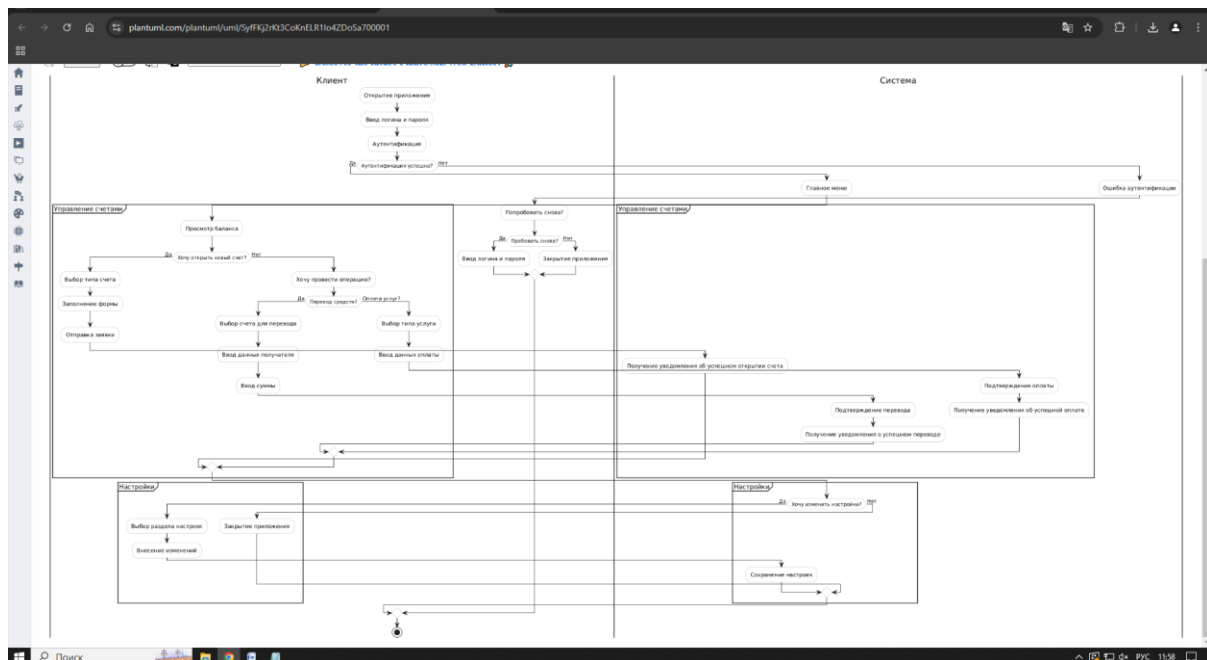 plantuml.com/plantuml/uml/SyfFKj2rKt3CoKnELR1Io4ZDoSa700001
Клиент
Система
Открытие приложения
Ввод логина и пароля
Аутентификация
Да
Аутентификация успешна?
Нет
Главное меню
Ошибка аутентификации
Управление счетами
Попробовать снова?
Управление счетами
Просмотр баланса
Да
Пробовать снова?
Нет
Да
Хочу открыть новый счет?
Нет
Ввод логина и пароля
Закрытие приложения
Выбор типа счета
Хочу провести операцию?
Заполнение формы
Да
Перевод средств?
Оплата услуг?
Выбор счета для перевода
Выбор типа услуги
Отправка заявки
Ввод данных получателя
Ввод данных оплаты
Получение уведомления об успешном открытии счета
Ввод суммы
Подтверждение оплаты
Подтверждение перевода
Получение уведомления об успешной оплате
Получение уведомления о успешном переводе
Настройки
Настройки
Да
Хочу изменить настройки?
Нет
Выбор раздела настроек
Закрытие приложения
Внесение изменений
Сохранение настроек
Поиск
РУС
11:58